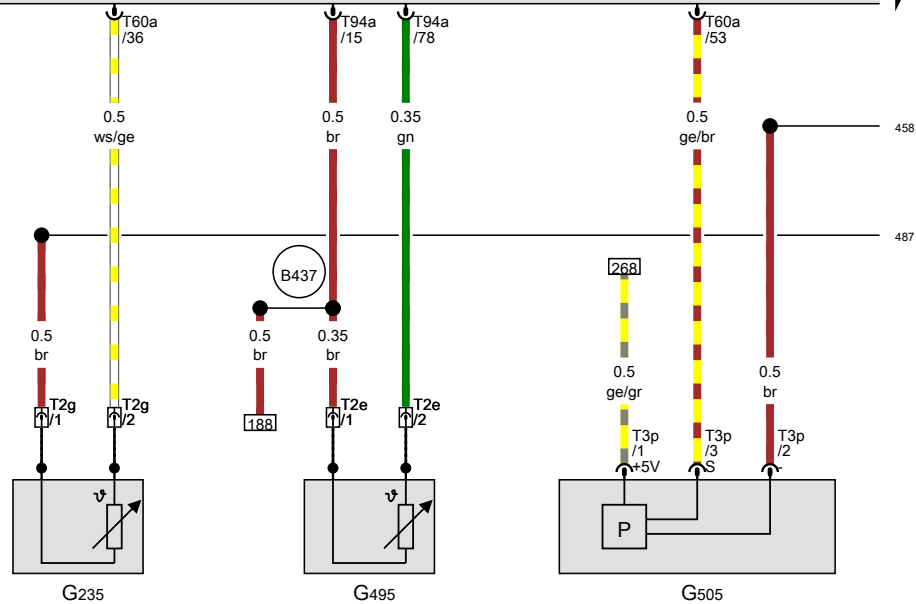 T60a
/36
T94a
/15
T94a
/78
T60a
/53
0.5
ws/ge
0.5
br
0.35
gn
0.5
ge/br
458
487
B437
268
0.5
br
0.5
br
0.35
br
0.5
ge/gr
0.5
br
T2g
/1
T2g
/2
188
T2e
/1
T2e
/2
T3p
/1
+5V
T3p
/3
S
T3p
/2
-
ϑ
ϑ
P
G235
G495
G505